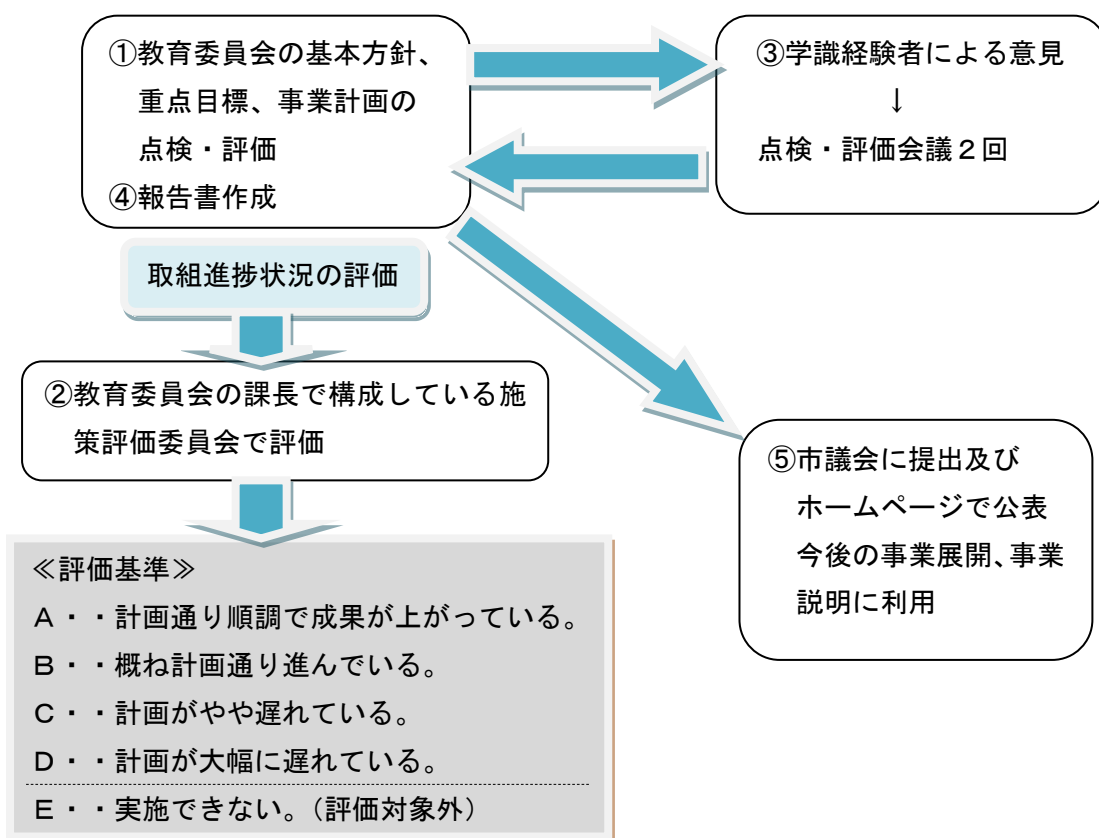 ①教育委員会の基本方針、
重点目標、事業計画の
点検・評価
④報告書作成
③学識経験者による意見
↓
点検・評価会議２回
取組進捗状況の評価
②教育委員会の課長で構成している施
策評価委員会で評価
⑤市議会に提出及び
ホームページで公表
今後の事業展開、事業
説明に利用
≪評価基準≫
Ａ・・計画通り順調で成果が上がっている。
Ｂ・・概ね計画通り進んでいる。
Ｃ・・計画がやや遅れている。
Ｄ・・計画が大幅に遅れている。
Ｅ・・実施できない。（評価対象外）